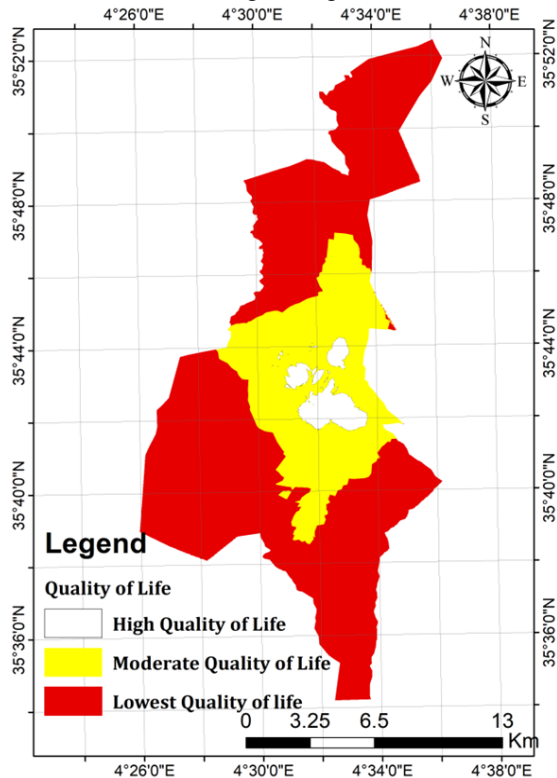 4°26'0"E 4°30'0"E 4°34'0"E 4°38'0"E
35°52'0"N 35°52'0"N
N
W E
S
35°48'0"N 35°48'0"N
35°44'0"N 35°44'0"N
35°40'0"N 35°40'0"N
Legend
Quality of Life
High Quality of Life
35°36'0"N 35°36'0"N
Moderate Quality of Life
Lowest Quality of life
0 3.25 6.5 13
Km
4°26'0"E 4°30'0"E 4°34'0"E 4°38'0"E